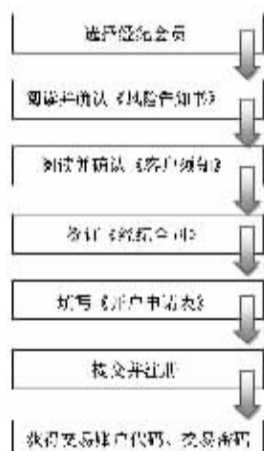 选择经纪会员
阅读并确认《风险告知书》
阅读并确认《客户须知》
签订《经纪合同》
填写《开户申请表》
提交并注册
获得交易账户代码、交易密码